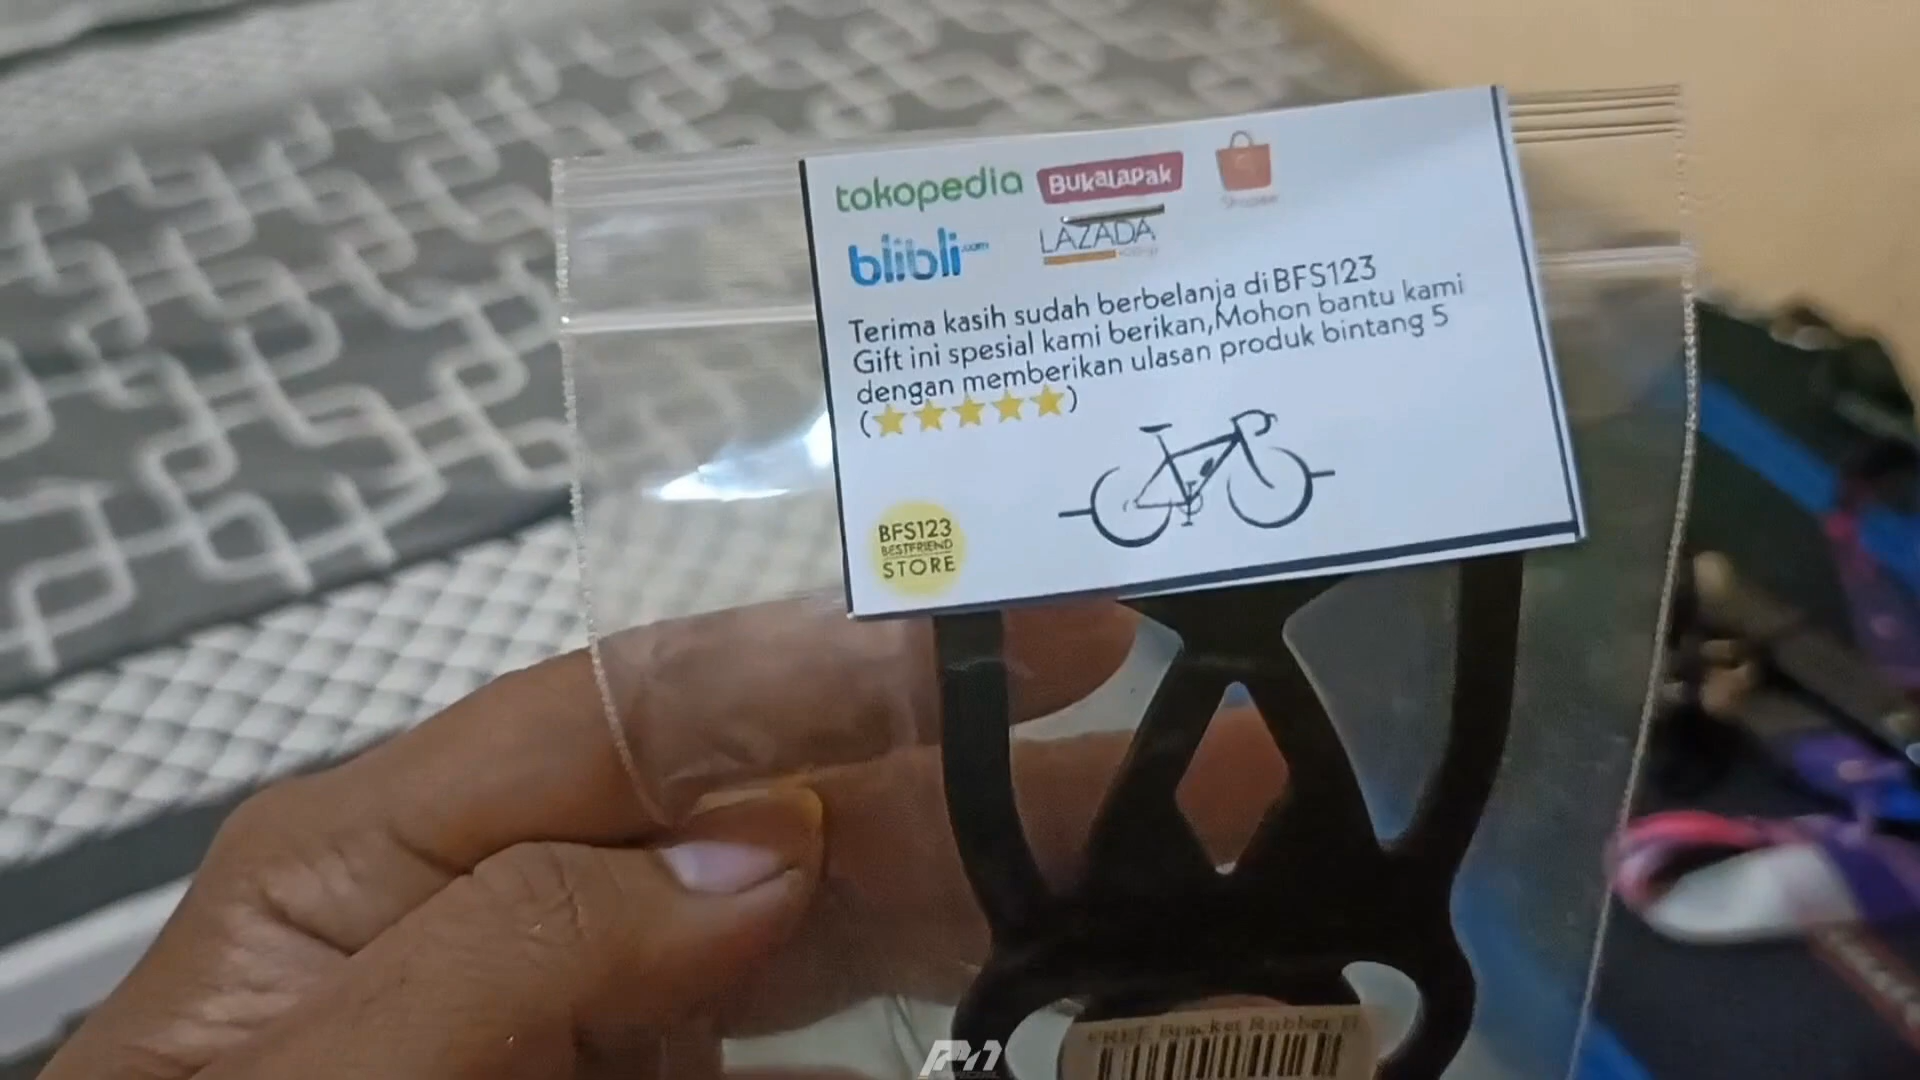 tokopedia BUKALAPAK
Shopee
blibli.com LAZADA
Terima kasih sudah berbelanja di BFS123
Gift ini spesial kami berikan,Mohon bantu kami
dengan memberikan ulasan produk bintang 5
(★★★★★)
BFS123
BESTFRIEND
STORE
FREE Bracket Rubber